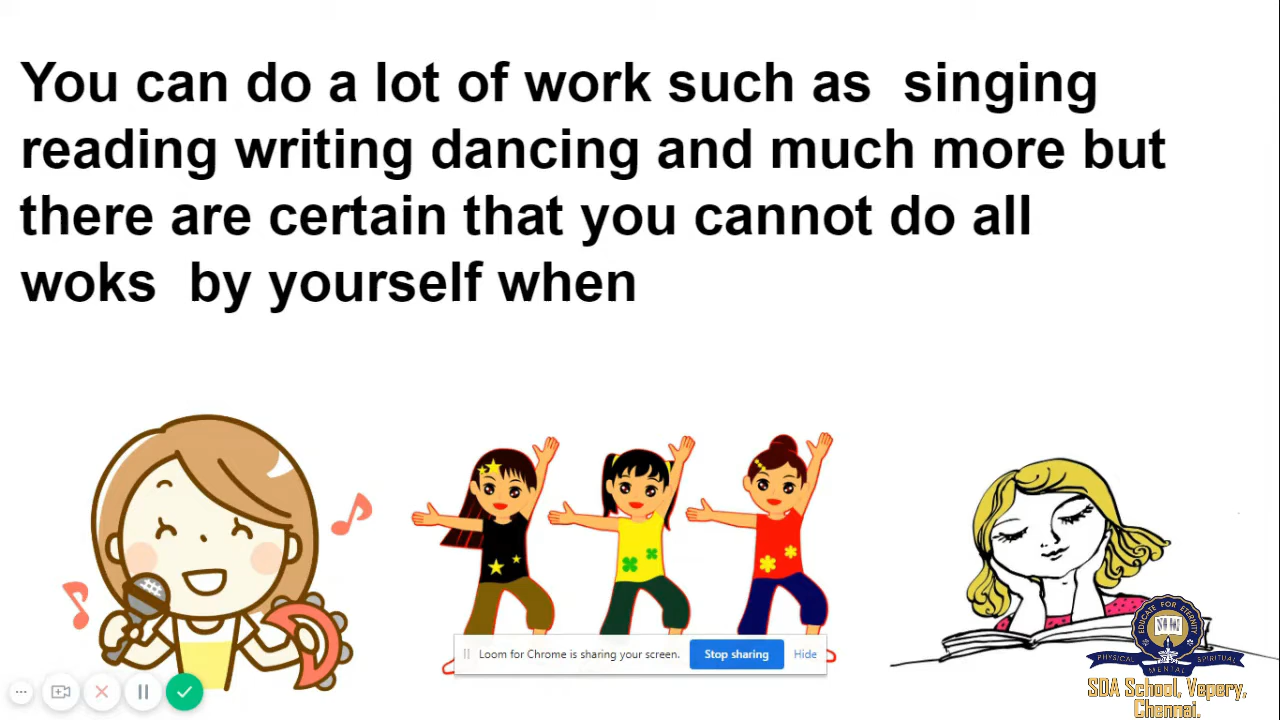 You can do a lot of work such as  singing
reading writing dancing and much more but
there are certain that you cannot do all
woks  by yourself when
Loom for Chrome is sharing your screen. Stop sharing Hide
EDUCATE FOR ETERNITY
PHYSICAL MENTAL SPIRITUAL
SDA School, Vepery,
Chennai.